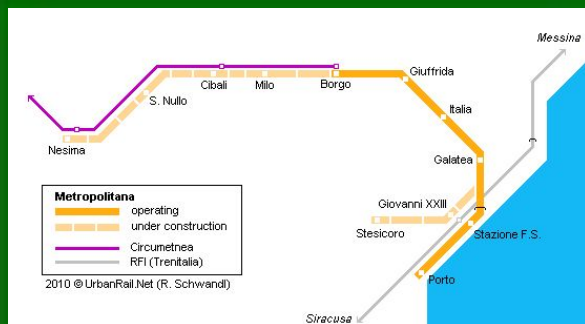 Messina
Giuffrida
Cibali
Milo
Borgo
S. Nullo
Italia
Nesima
Galatea
Metropolitana
operating
under construction
Circumetnea
RFI (Trenitalia)
Giovanni XXIII
Stesicoro
Stazione F.S.
Porto
2010 © UrbanRail.Net (R. Schwandl)
Siracusa